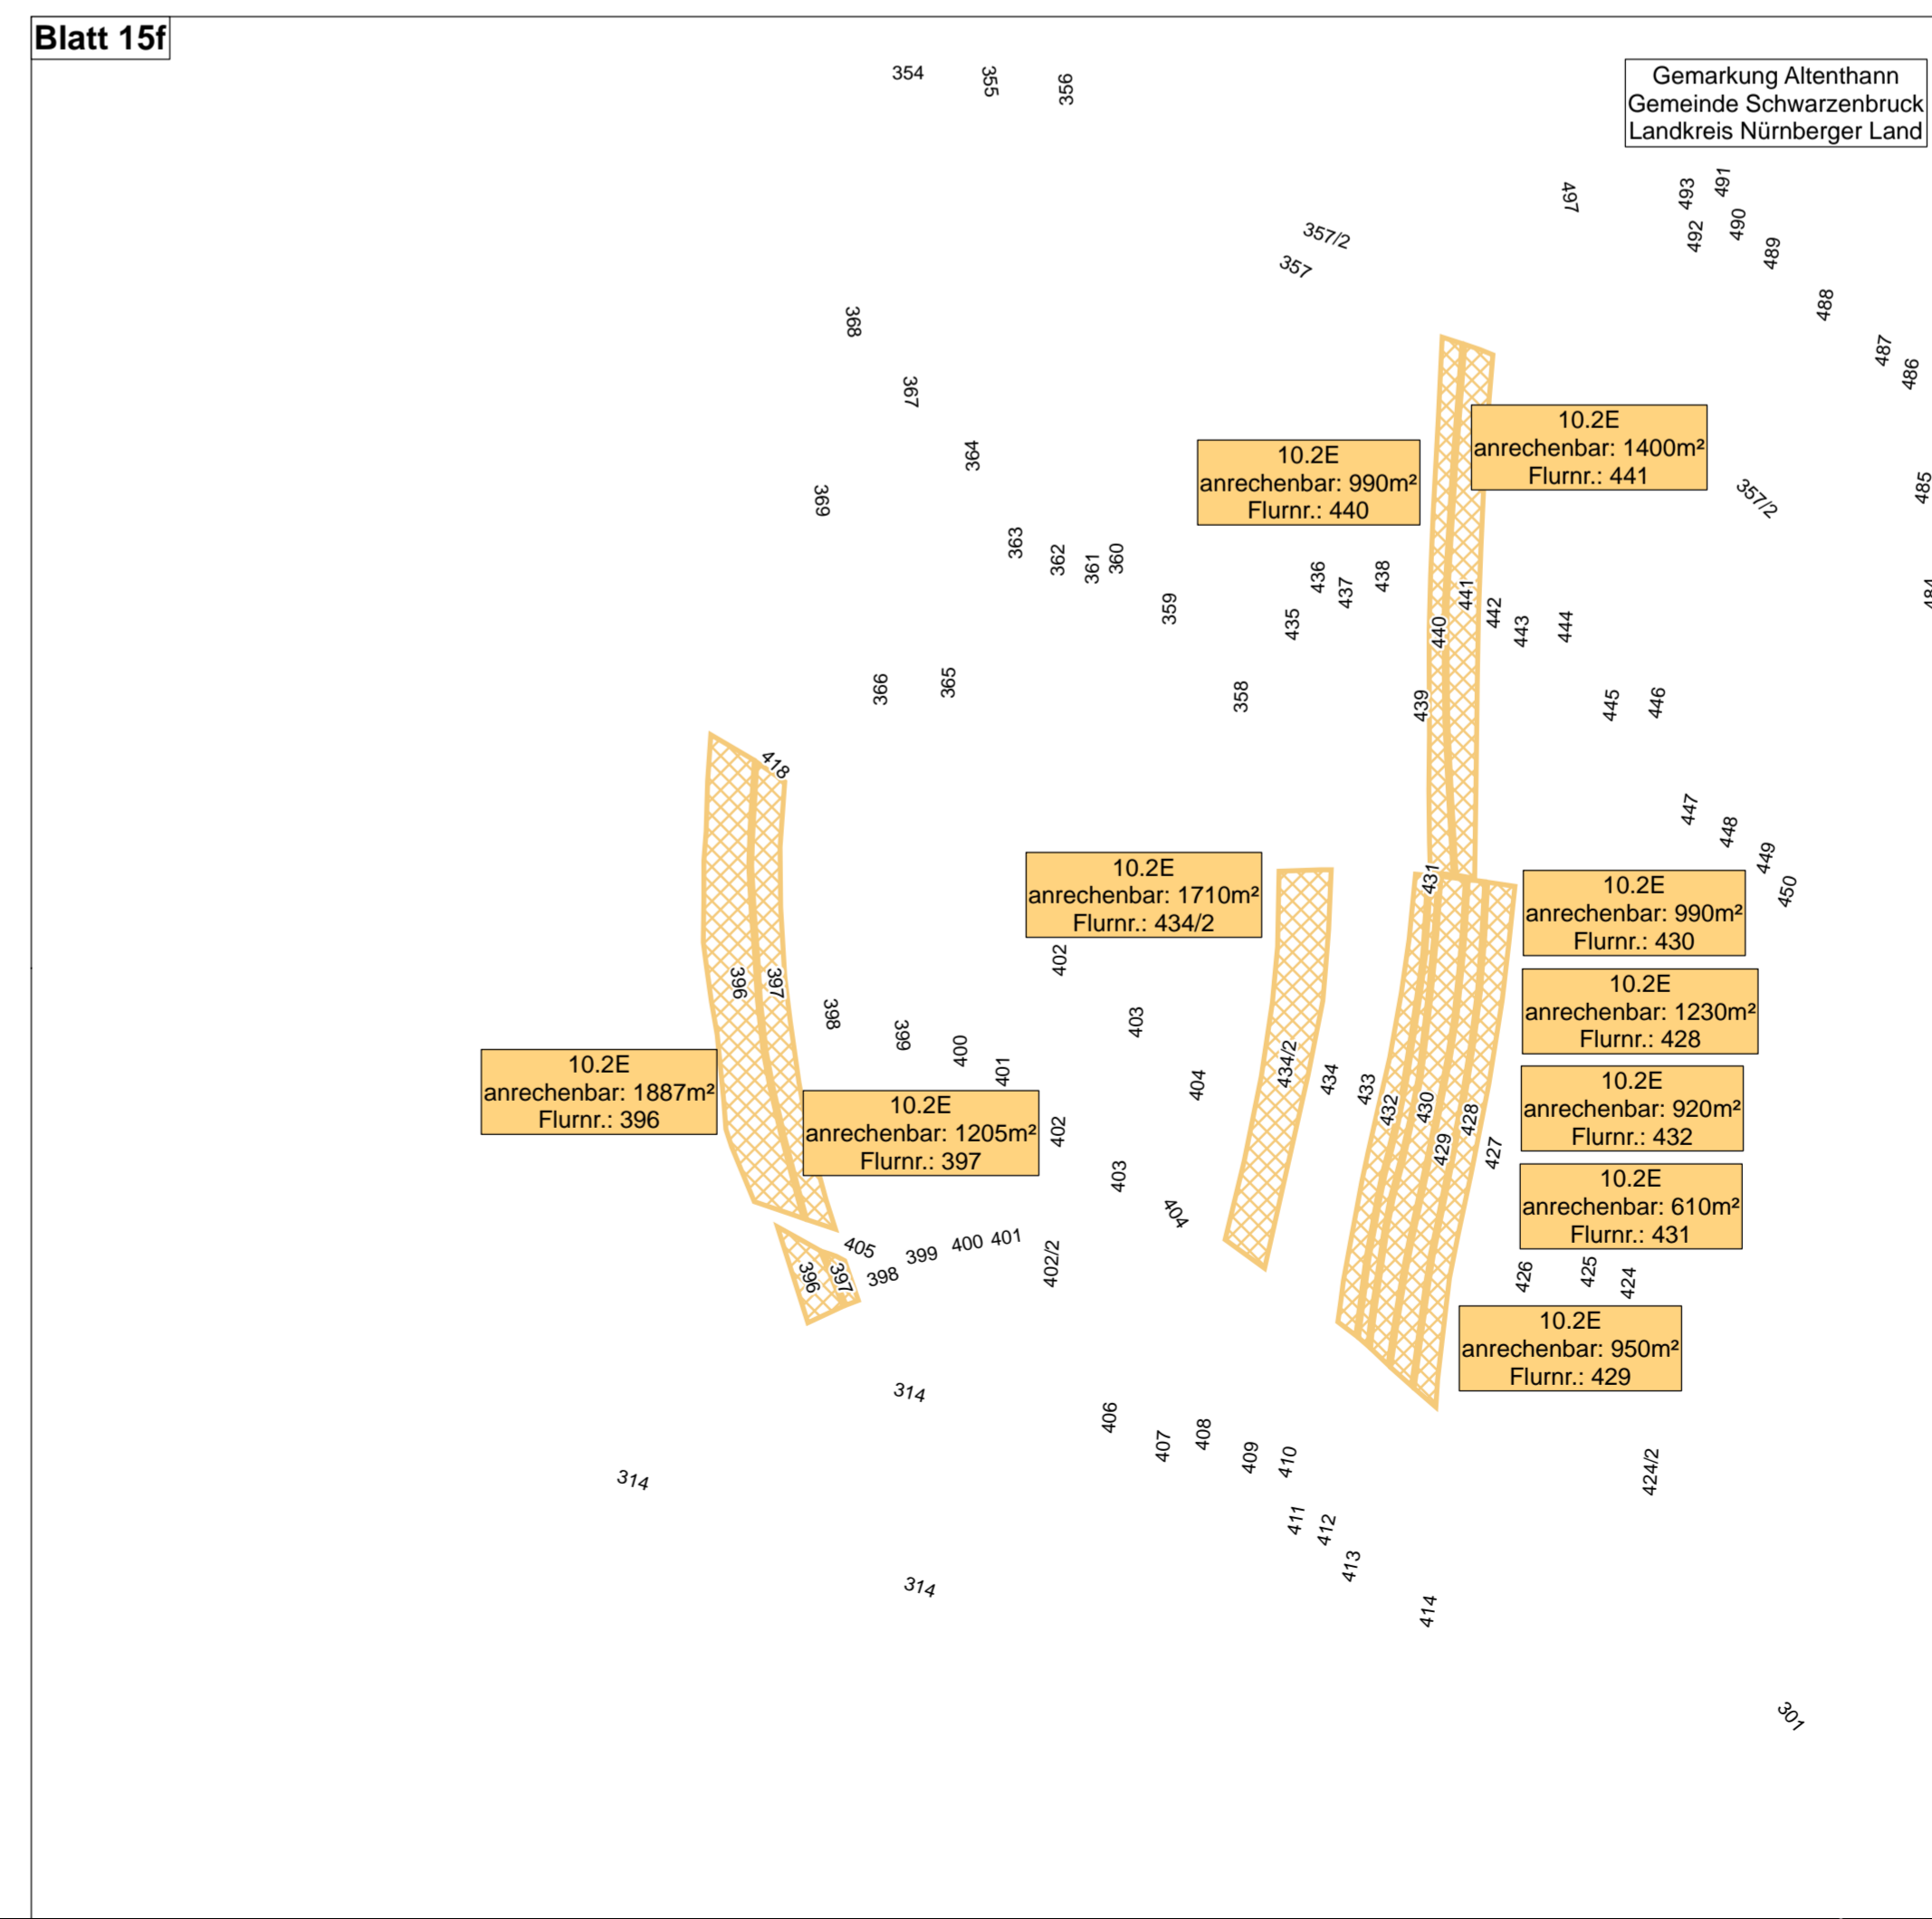 Blatt 15f
Gemarkung Altenthann
Gemeinde Schwarzenbruck
Landkreis Nürnberger Land
354
355
356
497
493
491
492
490
489
357/2
357
488
368
487
486
367
10.2E
anrechenbar: 1400m²
Flurnr.: 441
10.2E
anrechenbar: 990m²
Flurnr.: 440
364
369
357/2
485
363
362
361
360
359
436
437
438
435
441
440
442
443
444
484
366
365
358
439
445
446
418
447
448
449
450
431
10.2E
anrechenbar: 1710m²
Flurnr.: 434/2
10.2E
anrechenbar: 990m²
Flurnr.: 430
402
396
397
398
399
400
401
403
404
10.2E
anrechenbar: 1230m²
Flurnr.: 428
434/2
434
433
432
430
429
428
427
10.2E
anrechenbar: 1887m²
Flurnr.: 396
10.2E
anrechenbar: 1205m²
Flurnr.: 397
10.2E
anrechenbar: 920m²
Flurnr.: 432
402
403
404
10.2E
anrechenbar: 610m²
Flurnr.: 431
405
396
397
398
399
400
401
402/2
426
425
424
10.2E
anrechenbar: 950m²
Flurnr.: 429
314
406
407
408
409
410
314
424/2
411
412
413
314
414
301